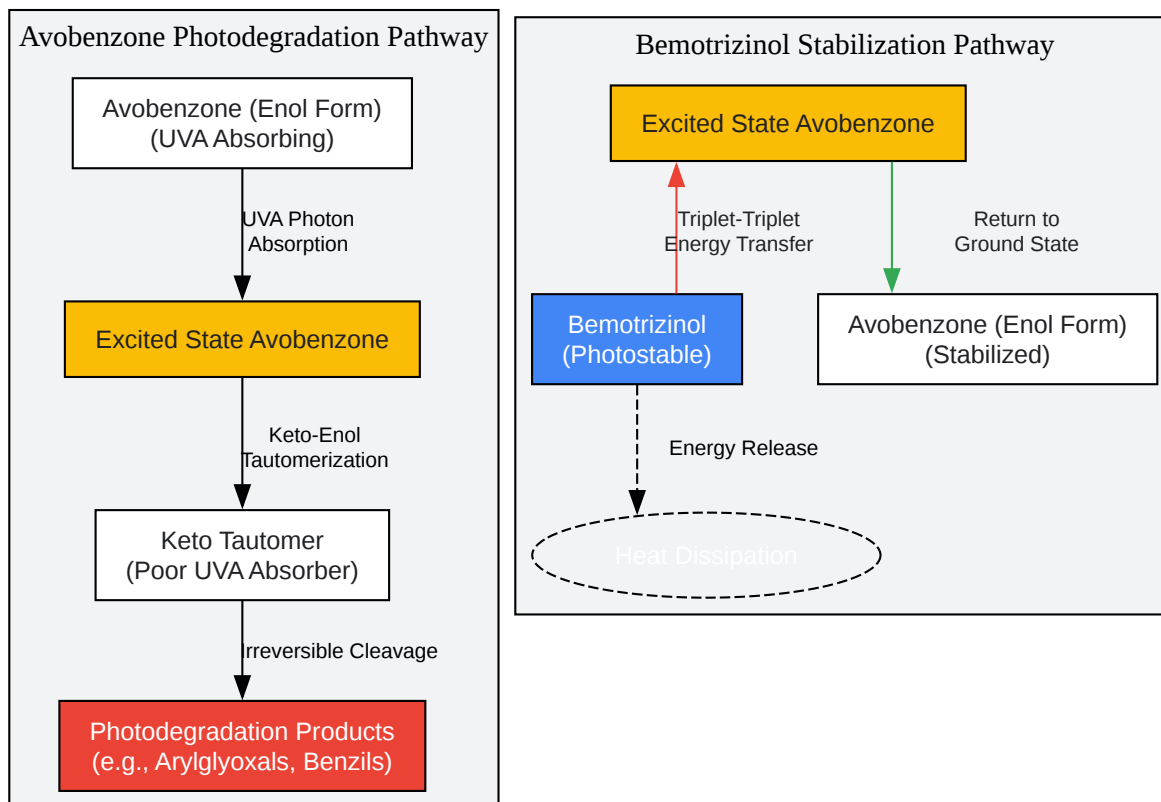 Avobenzone Photodegradation Pathway
Avobenzone (Enol Form)
(UVA Absorbing)
UVA Photon
Absorption
Excited State Avobenzone
Keto-Enol
Tautomerization
Keto Tautomer
(Poor UVA Absorber)
Irreversible Cleavage
Photodegradation Products
(e.g., Arylglyoxals, Benzils)
Bemotrizinol Stabilization Pathway
Excited State Avobenzone
Triplet-Triplet
Energy Transfer
Return to
Ground State
Bemotrizinol
(Photostable)
Avobenzone (Enol Form)
(Stabilized)
Energy Release
Heat Dissipation